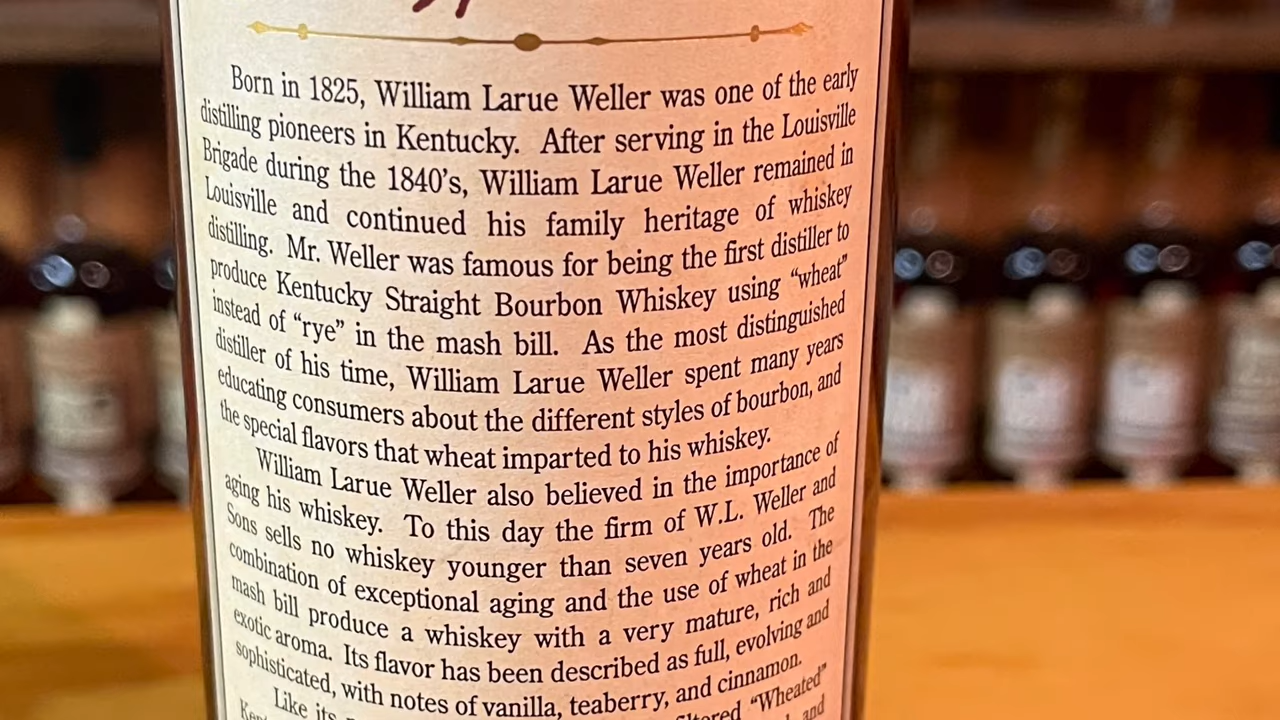 Born in 1825, William Larue Weller was one of the early
distilling pioneers in Kentucky. After serving in the Louisville
Brigade during the 1840's, William Larue Weller remained in
Louisville and continued his family heritage of whiskey
distilling. Mr. Weller was famous for being the first distiller to
produce Kentucky Straight Bourbon Whiskey using "wheat"
instead of "rye" in the mash bill. As the most distinguished
distiller of his time, William Larue Weller spent many years
educating consumers about the different styles of bourbon, and
the special flavors that wheat imparted to his whiskey.
William Larue Weller also believed in the importance of
aging his whiskey. To this day the firm of W.L. Weller and
Sons sells no whiskey younger than seven years old. The
combination of exceptional aging and the use of wheat in the
mash bill produce a whiskey with a very mature, rich and
exotic aroma. Its flavor has been described as full, evolving and
sophisticated, with notes of vanilla, teaberry, and cinnamon.
Like its "Wheated"
and